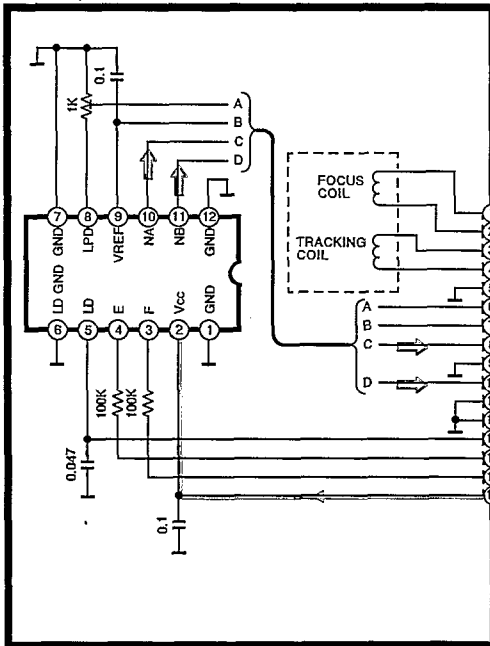 0.1
1K
A
B
C
D
7 8 9 10 11 12
GND LPD VREF NA NB GND
LD GND LD E F Vcc GND
6 5 4 3 2 1
FOCUS
COIL
TRACKING
COIL
A
B
C
D
100K 100K
0.047
0.1